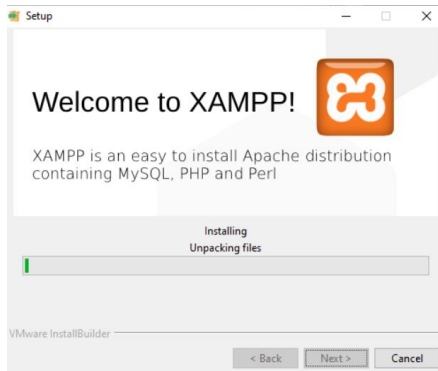 Setup
Welcome to XAMPP!
XAMPP is an easy to install Apache distribution
containing MySQL, PHP and Perl
Installing
Unpacking files
VMware InstallBuilder
< Back
Next >
Cancel